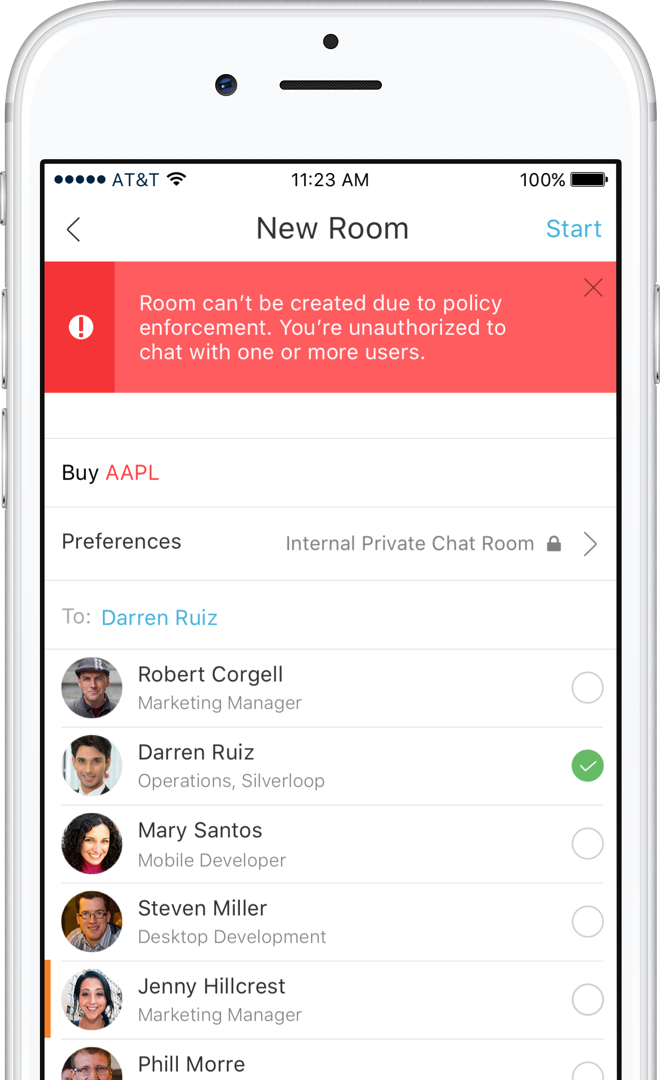 AT&T 11:23 AM 100%
New Room Start
Room can’t be created due to policy
enforcement. You’re unauthorized to
chat with one or more users.
Buy AAPL
Preferences Internal Private Chat Room
To: Darren Ruiz
Robert Corgell
Marketing Manager
Darren Ruiz
Operations, Silverloop
Mary Santos
Mobile Developer
Steven Miller
Desktop Development
Jenny Hillcrest
Marketing Manager
Phill Morre